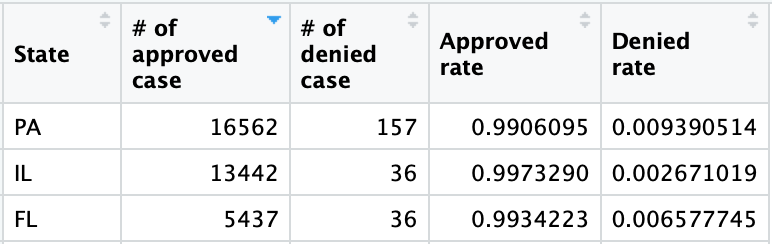 State # of approved case # of denied case Approved rate Denied rate
PA 16562 157 0.9906095 0.009390514
IL 13442 36 0.9973290 0.002671019
FL 5437 36 0.9934223 0.006577745